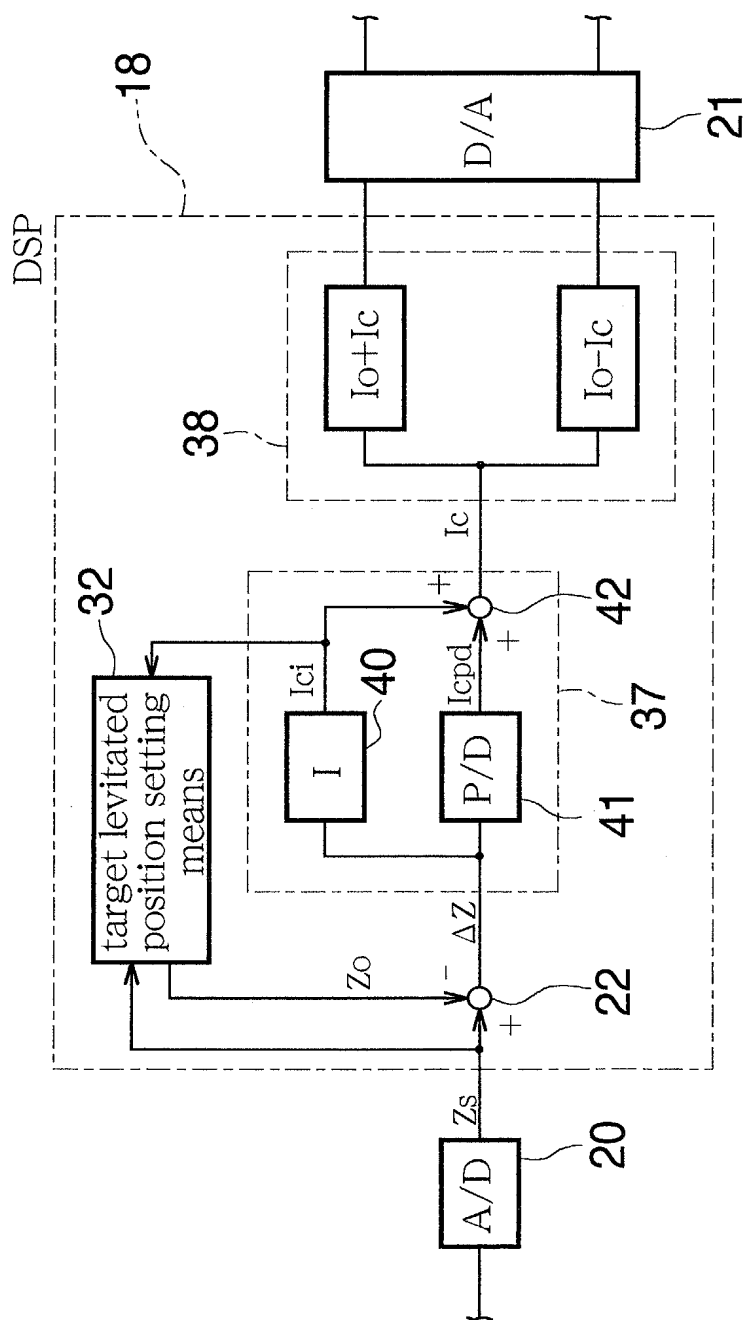 DSP
18
32
target levitated
position setting
means
38
Io+Ic
Io-Ic
D/A
21
Ici
I
40
Icpd
P/D
41
+
+
42
37
Ic
Zo
-
ΔZ
22
+
Zs
A/D
20